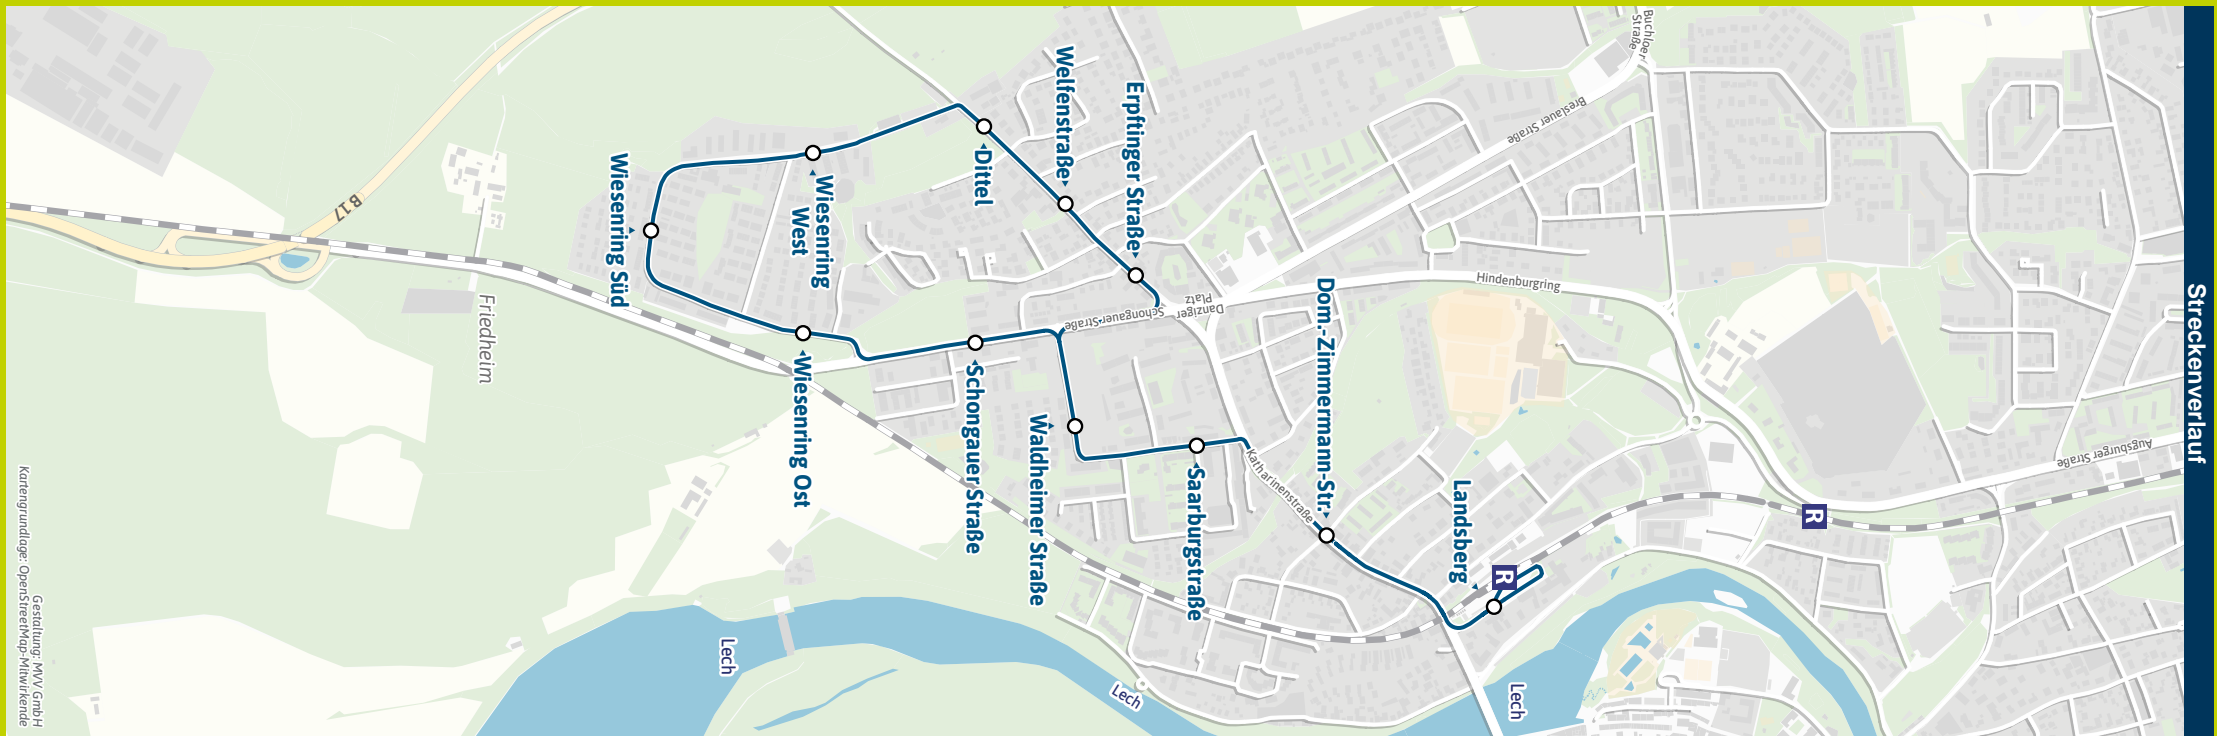 Streckenverlauf
Buchloer
Straße
Breslauer Straße
Hindenburgring
Danziger
Platz
Schongauer Straße
Katharinenstraße
Augsburger Straße
R
R
Landsberg
Dom.-Zimmermann-Str.
Saarburgstraße
Waldheimer Straße
Schongauer Straße
Erpftinger Straße
Welfenstraße
Dittel
Wiesenring
West
Wiesenring Ost
Wiesenring Süd
Friedheim
B 17
Lech
Lech
Lech
Gestaltung: MVV GmbH
Kartengrundlage: OpenStreetMap-Mitwirkende